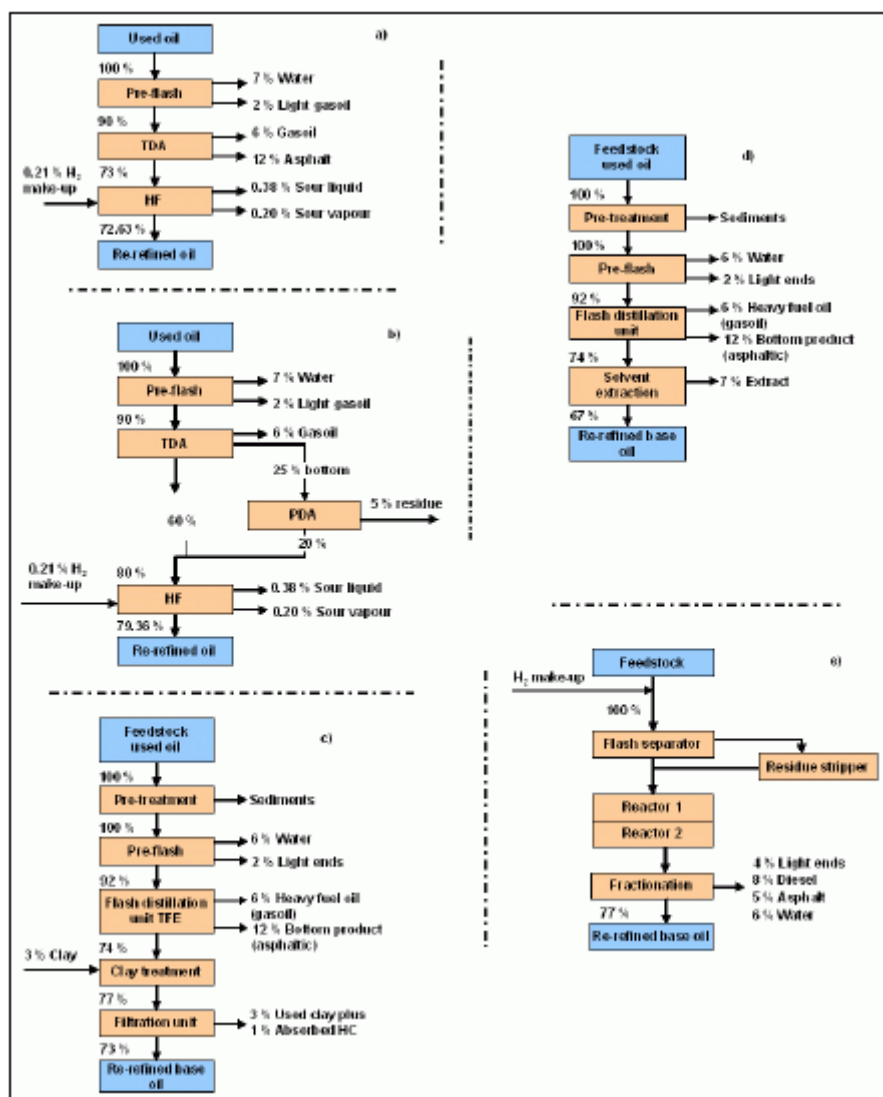 a)
Used oil
100 %
7 % Water
Pre-flash
2 % Light gasoil
90 %
6 % Gasoil
TDA
12 % Asphalt
73 %
0.21 % H2
make-up
0.38 % Sour liquid
HF
0.20 % Sour vapour
72.63 %
Re-refined oil
b)
Used oil
100 %
7 % Water
Pre-flash
2 % Light gasoil
90 %
6 % Gasoil
TDA
25 % bottom
5 % residue
PDA
60 %
20 %
0.21 % H2
make-up
80 %
0.38 % Sour liquid
HF
0.20 % Sour vapour
79.36 %
Re-refined oil
c)
Feedstock
used oil
100 %
Pre-treatment
Sediments
100 %
6 % Water
Pre-flash
2 % Light ends
92 %
Flash distillation
unit TFE
6 % Heavy fuel oil
(gasoil)
12 % Bottom product
(asphaltic)
74 %
3 % Clay
Clay treatment
77 %
Filtration unit
3 % Used clay plus
1 % Absorbed HC
73 %
Re-refined base
oil
d)
Feedstock
used oil
100 %
Pre-treatment
Sediments
100 %
6 % Water
Pre-flash
2 % Light ends
92 %
Flash distillation
unit
6 % Heavy fuel oil
(gasoil)
12 % Bottom product
(asphaltic)
74 %
Solvent
extraction
7 % Extract
67 %
Re-refined base
oil
e)
Feedstock
H2 make-up
100 %
Flash separator
Residue stripper
Reactor 1
Reactor 2
Fractionation
4 % Light ends
8 % Diesel
5 % Asphalt
6 % Water
77 %
Re-refined base oil